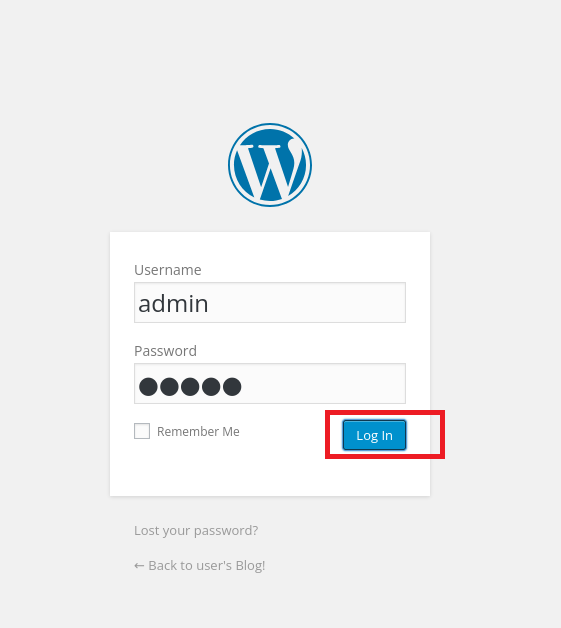 Username
admin
Password
●●●●●
Remember Me
Log In
Lost your password?
← Back to user's Blog!